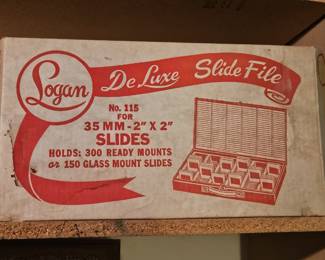 Logan
De Luxe Slide File
No. 115
FOR
35 MM - 2" X 2"
SLIDES
HOLDS: 300 READY MOUNTS
or 150 GLASS MOUNT SLIDES